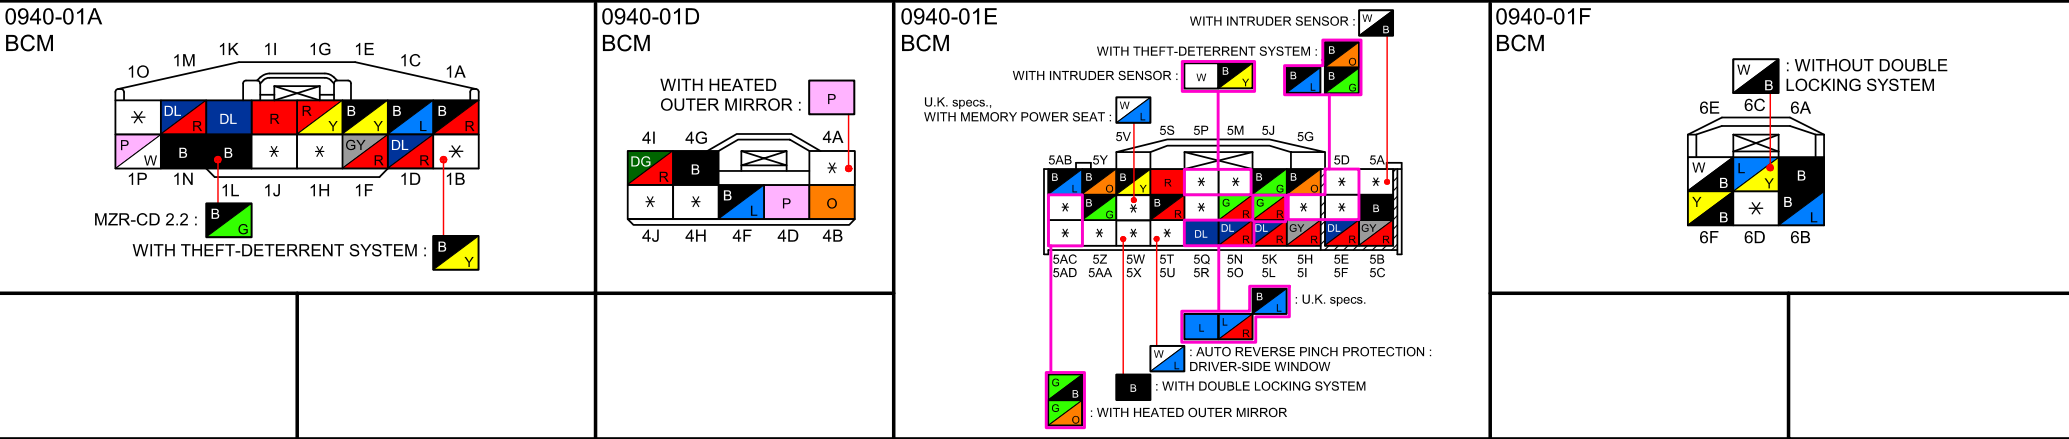 0940-01A
BCM
1K 1I 1G 1E
1M 1C
1O 1A
* DL R DL R R Y B Y B L B R
P W B B * * GY R DL R *
1P 1N 1L 1J 1H 1F 1D 1B
MZR-CD 2.2 : B G
WITH THEFT-DETERRENT SYSTEM : B Y
0940-01D
BCM
WITH HEATED
OUTER MIRROR : P
4I 4G 4A
DG R B *
* * B L P O
4J 4H 4F 4D 4B
0940-01E
BCM
WITH INTRUDER SENSOR : W B
WITH THEFT-DETERRENT SYSTEM : B O
B L B G
WITH INTRUDER SENSOR : W B Y
U.K. specs.,
WITH MEMORY POWER SEAT : W L
5V 5S 5P 5M 5J 5G
5AB 5Y 5D 5A
B L B O B Y R * * B G B O * *
* B G * B R * G R G R * * B
* * * * DL DL R DL R GY R DL R GY R
5AC 5Z 5W 5T 5Q 5N 5K 5H 5E 5B
5AD 5AA 5X 5U 5R 5O 5L 5I 5F 5C
B L : U.K. specs.
L L R
W L : AUTO REVERSE PINCH PROTECTION :
DRIVER-SIDE WINDOW
B : WITH DOUBLE LOCKING SYSTEM
G B
G O : WITH HEATED OUTER MIRROR
0940-01F
BCM
W B : WITHOUT DOUBLE
LOCKING SYSTEM
6E 6C 6A
W B L Y B
Y B * B L
6F 6D 6B